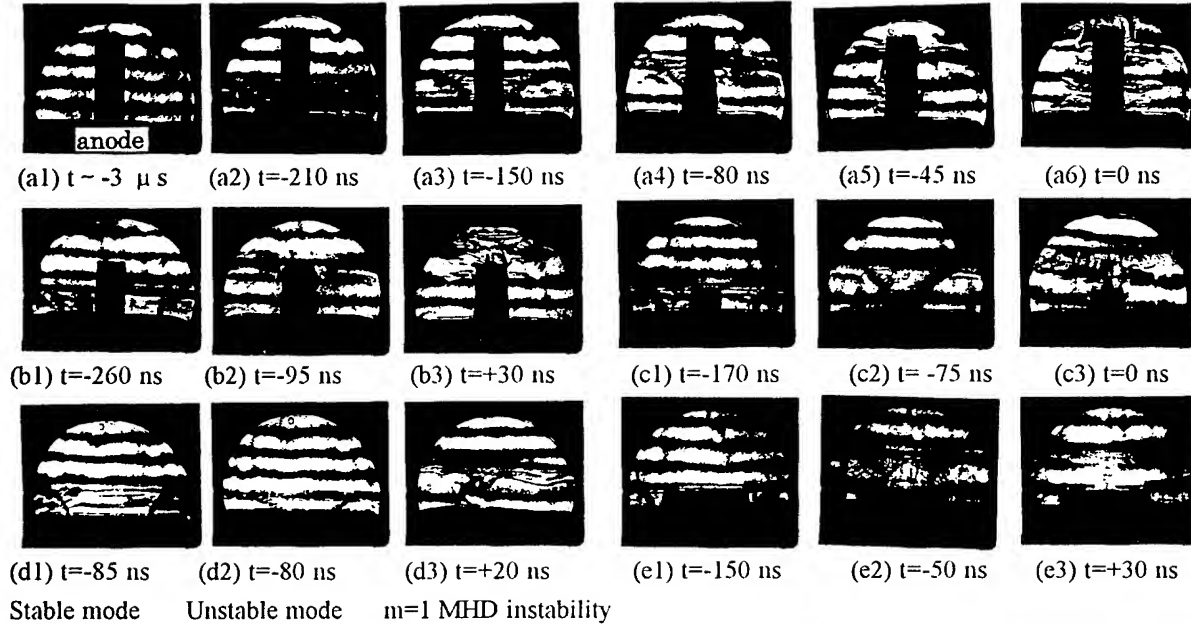 anode
(a1) t ~ -3 μ s (a2) t=-210 ns (a3) t=-150 ns (a4) t=-80 ns (a5) t=-45 ns (a6) t=0 ns
(b1) t=-260 ns (b2) t=-95 ns (b3) t=+30 ns (c1) t=-170 ns (c2) t= -75 ns (c3) t=0 ns
(d1) t=-85 ns (d2) t=-80 ns (d3) t=+20 ns (e1) t=-150 ns (e2) t=-50 ns (e3) t=+30 ns
Stable mode Unstable mode m=1 MHD instability